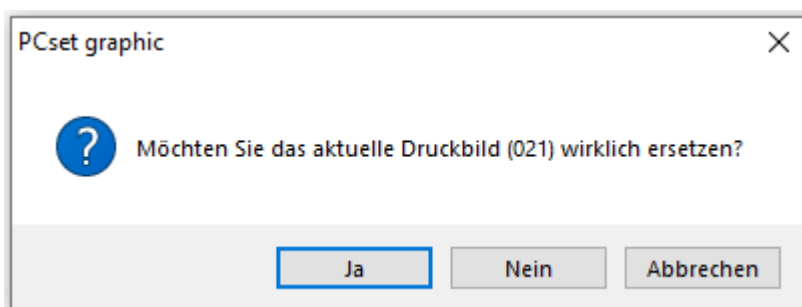 PCset graphic
Möchten Sie das aktuelle Druckbild (021) wirklich ersetzen?
Ja Nein Abbrechen